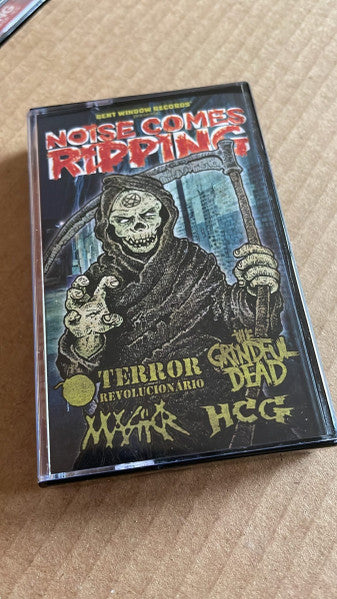 BENT WINDOW RECORDS
NOISE COMES
RIPPING
TERROR
REVOLUCIONÁRIO
THE
GRINDFUL
DEAD
HCG